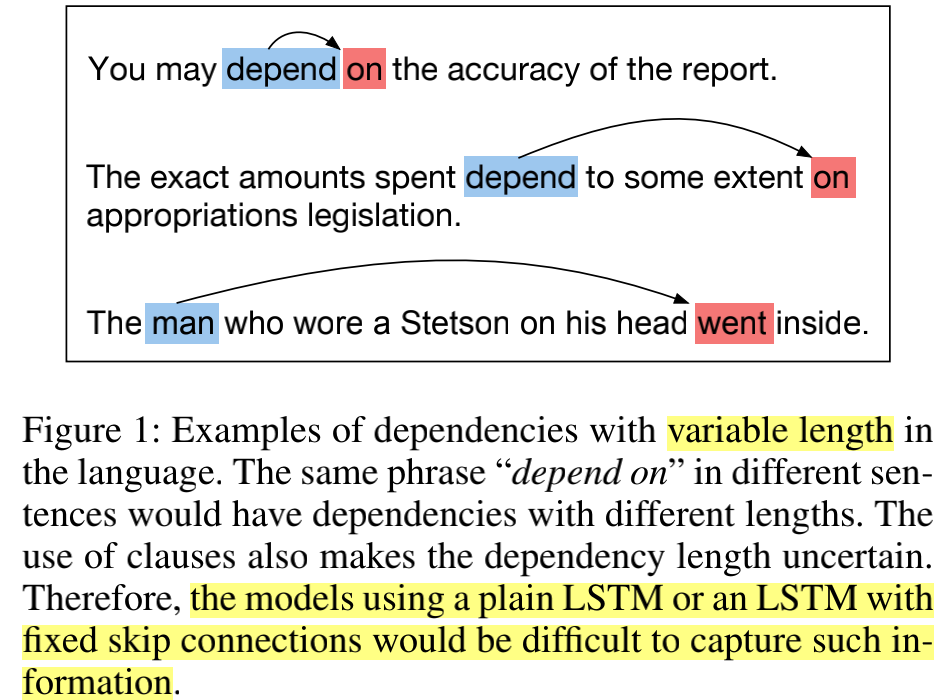 You may depend on the accuracy of the report.
The exact amounts spent depend to some extent on
appropriations legislation.
The man who wore a Stetson on his head went inside.
Figure 1: Examples of dependencies with variable length in
the language. The same phrase “depend on” in different sen-
tences would have dependencies with different lengths. The
use of clauses also makes the dependency length uncertain.
Therefore, the models using a plain LSTM or an LSTM with
fixed skip connections would be difficult to capture such in-
formation.